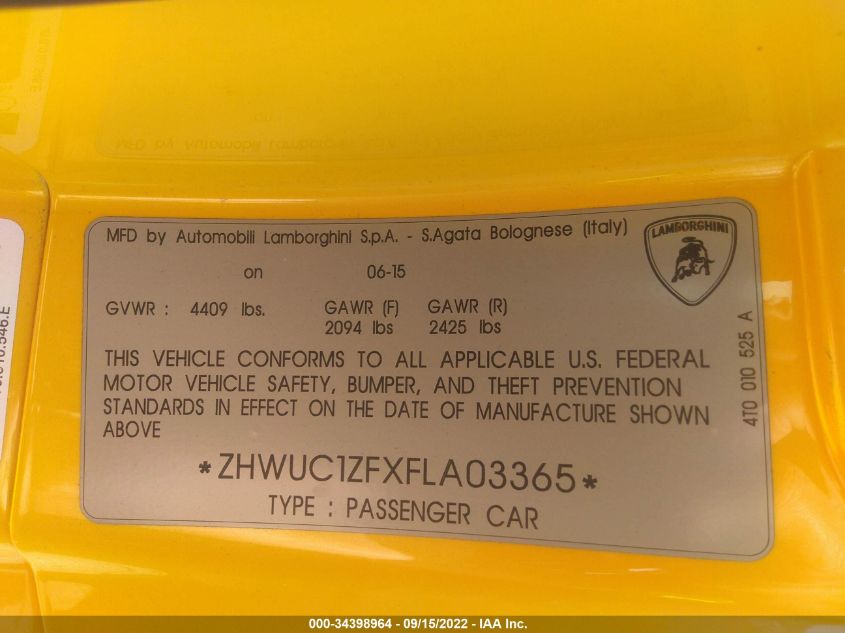 MFD by Automobili Lamborghini S.p.A. - S.Agata Bolognese (Italy)
on 06-15
LAMBORGHINI
GVWR : 4409 lbs. GAWR (F) GAWR (R)
2094 lbs 2425 lbs
THIS VEHICLE CONFORMS TO ALL APPLICABLE U.S. FEDERAL
MOTOR VEHICLE SAFETY, BUMPER, AND THEFT PREVENTION
STANDARDS IN EFFECT ON THE DATE OF MANUFACTURE SHOWN
ABOVE
*ZHWUC1ZFXFLA03365*
TYPE : PASSENGER CAR
4T0 010 525 A
000-34398964 - 09/15/2022 - IAA Inc.